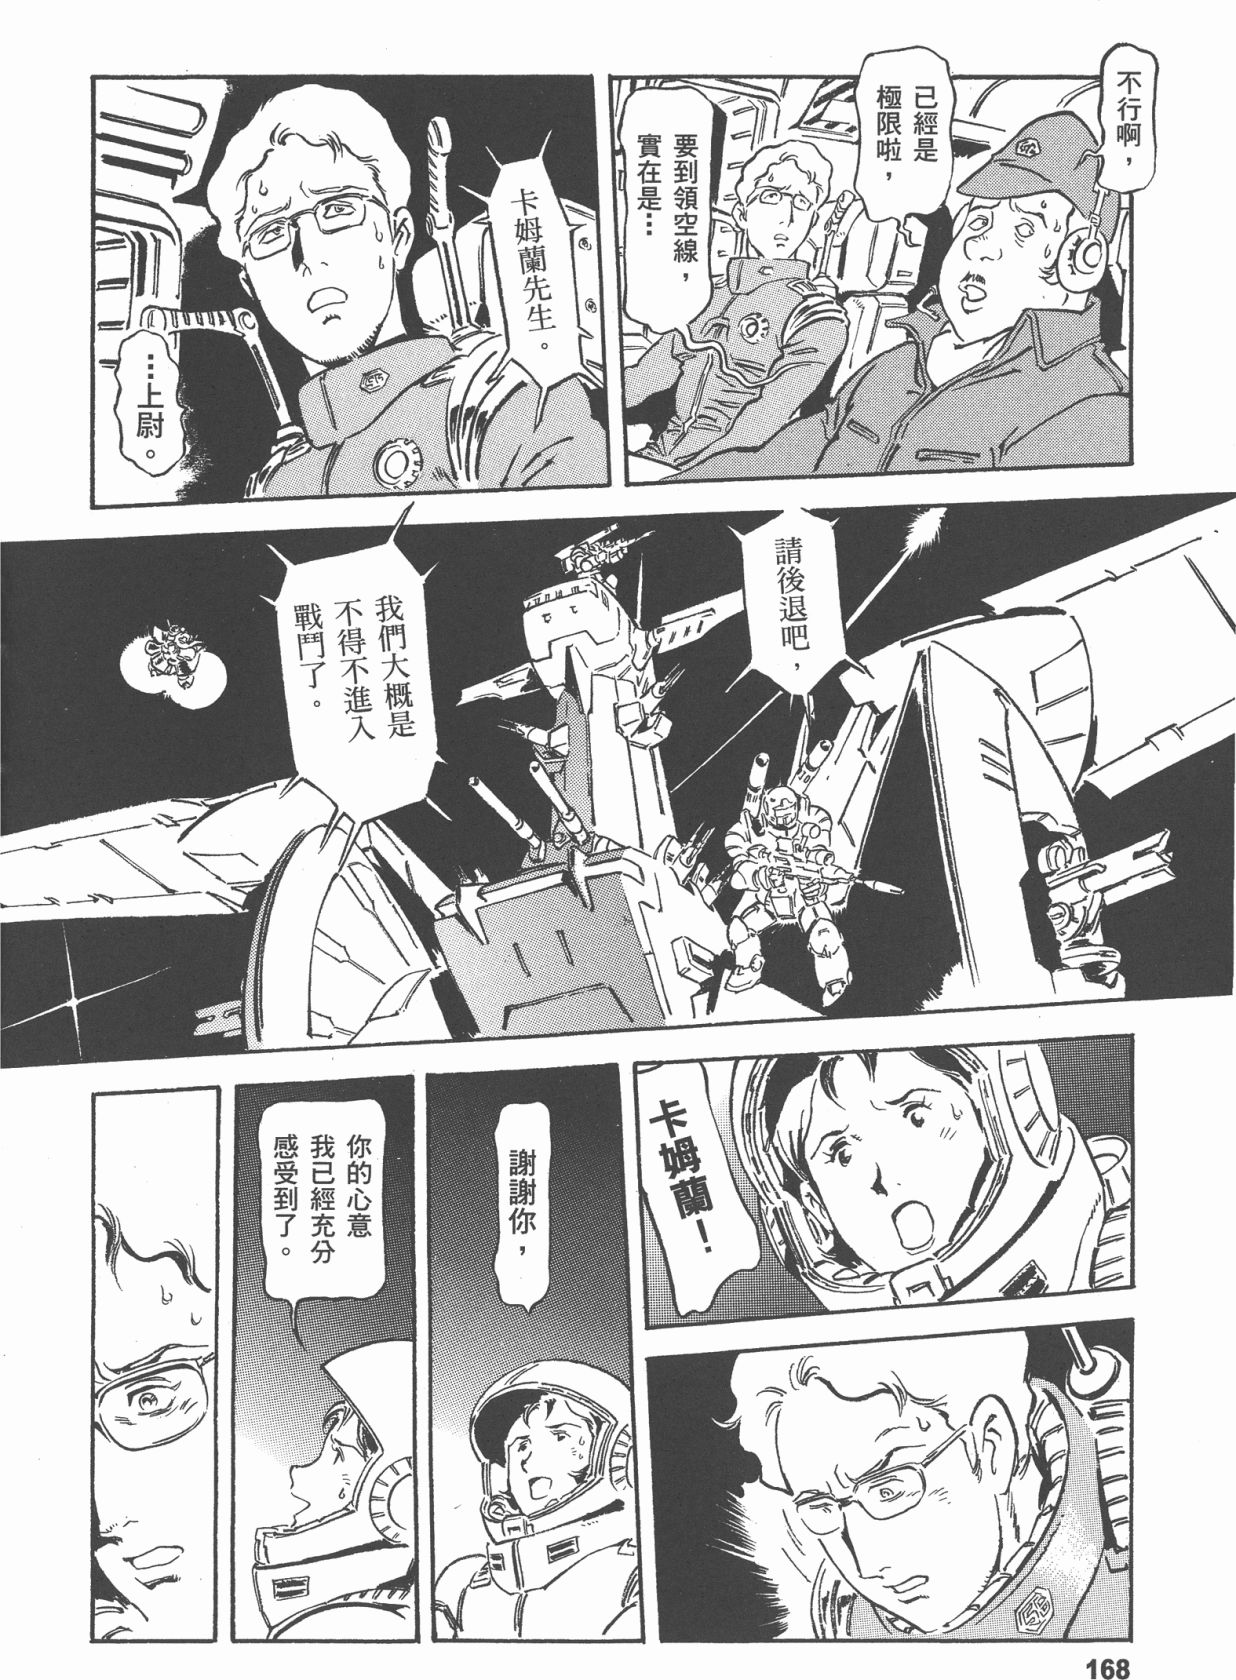 不行啊，
已經是
極限啦，
要到領空線，
實在是…
卡姆蘭先生。
…上尉。
請後退吧，
我們大概是
不得不進入
戰鬥了。
卡姆蘭！
謝謝你，
你的心意
我已經充分
感受到了。
168